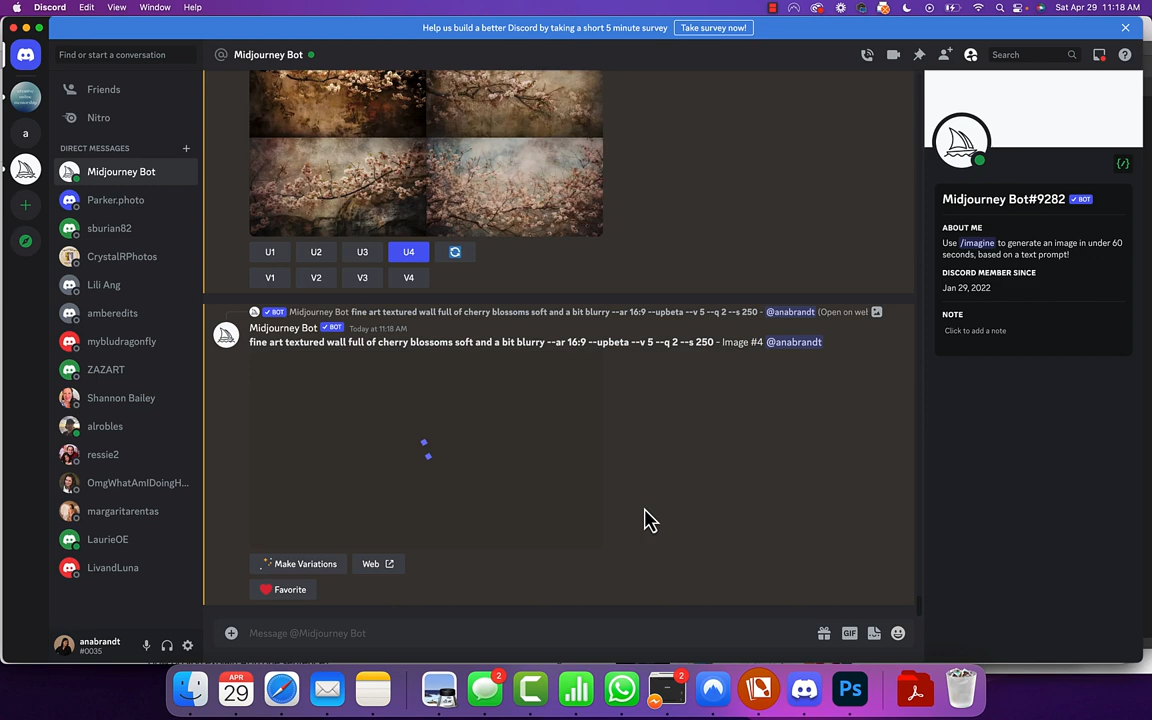 Discord Edit View Window Help
Sat Apr 29 11:18 AM
Help us build a better Discord by taking a short 5 minute survey
Take survey now!
Find or start a conversation
Midjourney Bot
Search
Friends
Nitro
DIRECT MESSAGES
Midjourney Bot
Parker.photo
sburian82
CrystalRPhotos
Lili Ang
amberedits
mybludragonfly
ZAZART
Shannon Bailey
alrobles
ressie2
OmgWhatAmIDoingH...
margaritarentas
LaurieOE
LivandLuna
anabrandt
#0035
a
U1 U2 U3 U4
V1 V2 V3 V4
BOT Midjourney Bot fine art textured wall full of cherry blossoms soft and a bit blurry --ar 16:9 --upbeta --v 5 --q 2 --s 250 - @anabrandt (Open on wel
Midjourney Bot BOT Today at 11:18 AM
fine art textured wall full of cherry blossoms soft and a bit blurry --ar 16:9 --upbeta --v 5 --q 2 --s 250 - Image #4 @anabrandt
Make Variations Web
Favorite
Message @Midjourney Bot
GIF
Midjourney Bot#9282 BOT
ABOUT ME
Use /imagine to generate an image in under 60
seconds, based on a text prompt!
DISCORD MEMBER SINCE
Jan 29, 2022
NOTE
Click to add a note
APR
29
2
2
Ps